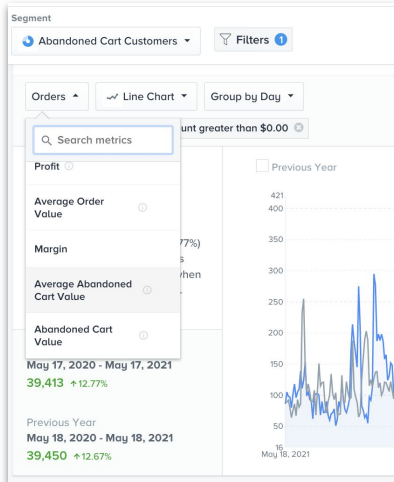 Segment
Abandoned Cart Customers
Filters 1
Orders
Line Chart
Group by Day
Search metrics
unt greater than $0.00
Profit
Previous Year
Average Order
Value
421
400
Margin
77%)
350
s
hen
Average Abandoned
Cart Value
300
.
250
Abandoned Cart
Value
200
May 17, 2020 - May 17, 2021
39,413 ↑12.77%
150
100
Previous Year
May 18, 2020 - May 18, 2021
39,450 ↑12.67%
50
16
May 18, 2021